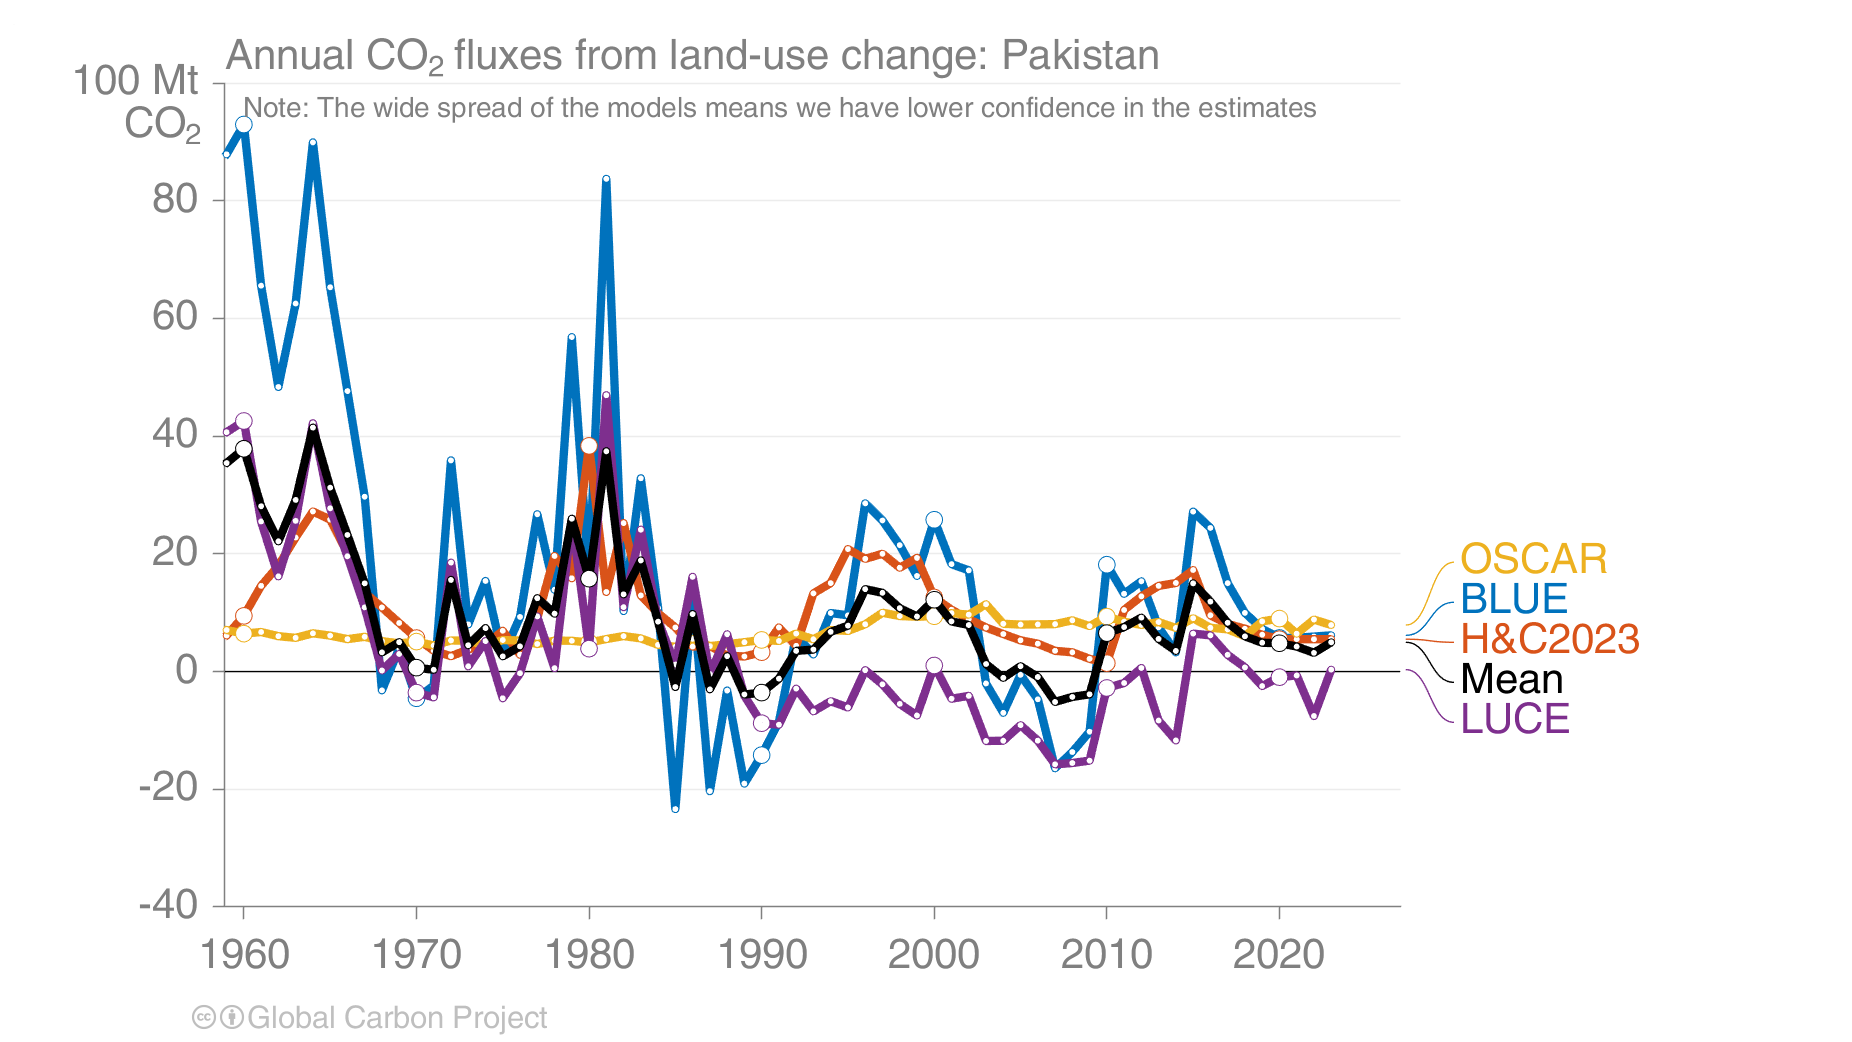 Annual CO₂ fluxes from land-use change: Pakistan
100 Mt
CO₂
Note: The wide spread of the models means we have lower confidence in the estimates
80
60
40
20
0
-20
-40
OSCAR
BLUE
H&C2023
Mean
LUCE
1960 1970 1980 1990 2000 2010 2020
cc Global Carbon Project